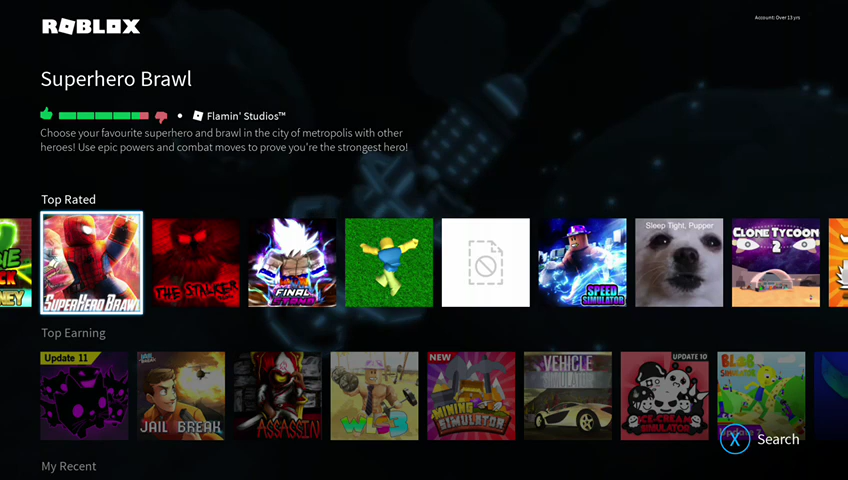 ROBLOX
Account: Over 13 yrs
Superhero Brawl
Flamin' Studios™
Choose your favourite superhero and brawl in the city of metropolis with other
heroes! Use epic powers and combat moves to prove you're the strongest hero!
Top Rated
SUPERHERO BRAWL
THE STALKER
FINAL
SPEED
SIMULATOR
Sleep Tight, Pupper
CLONE TYCOON
2
Top Earning
Update 11
JAIL BREAK
ASSASSIN
NEW
MINING
SIMULATOR
VEHICLE
SIMULATOR
UPDATE 10
ICE-CREAM
SIMULATOR
BLOB
SIMULATOR
X Search
My Recent